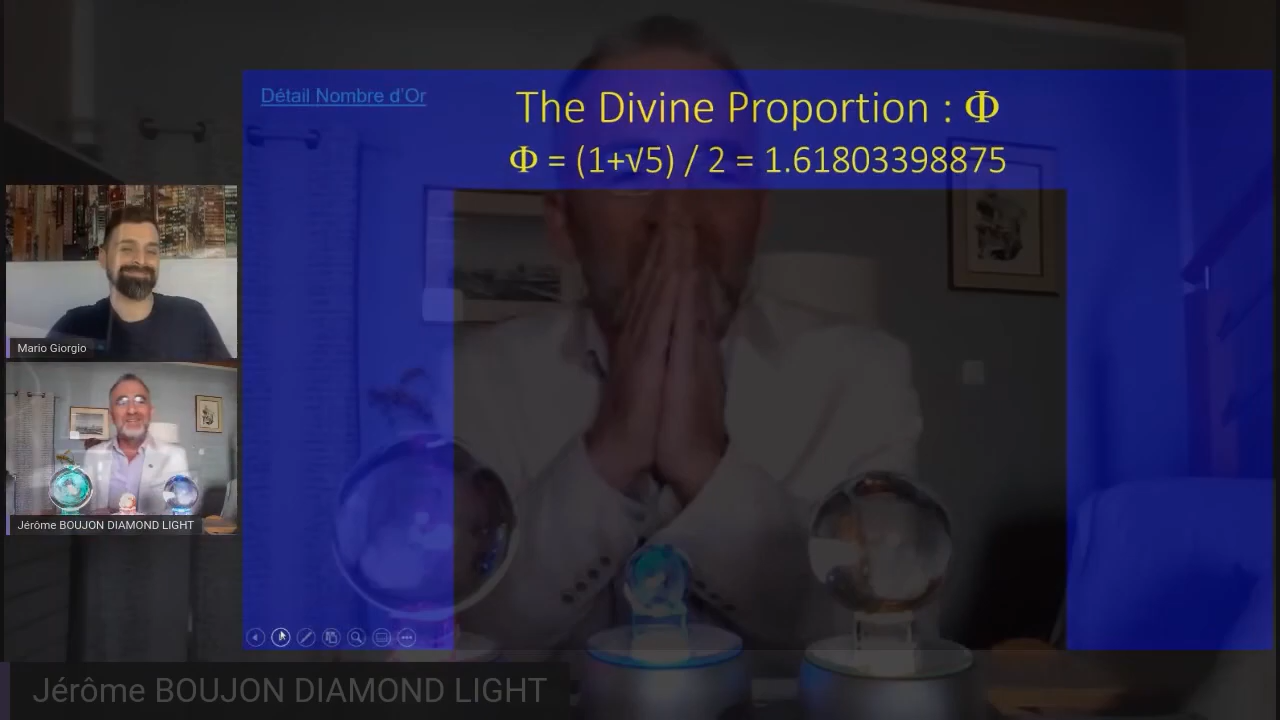 Détail Nombre d'Or
The Divine Proportion : Φ
Φ = (1+√5) / 2 = 1.61803398875
Mario Giorgio
Jérôme BOUJON DIAMOND LIGHT
Jérôme BOUJON DIAMOND LIGHT